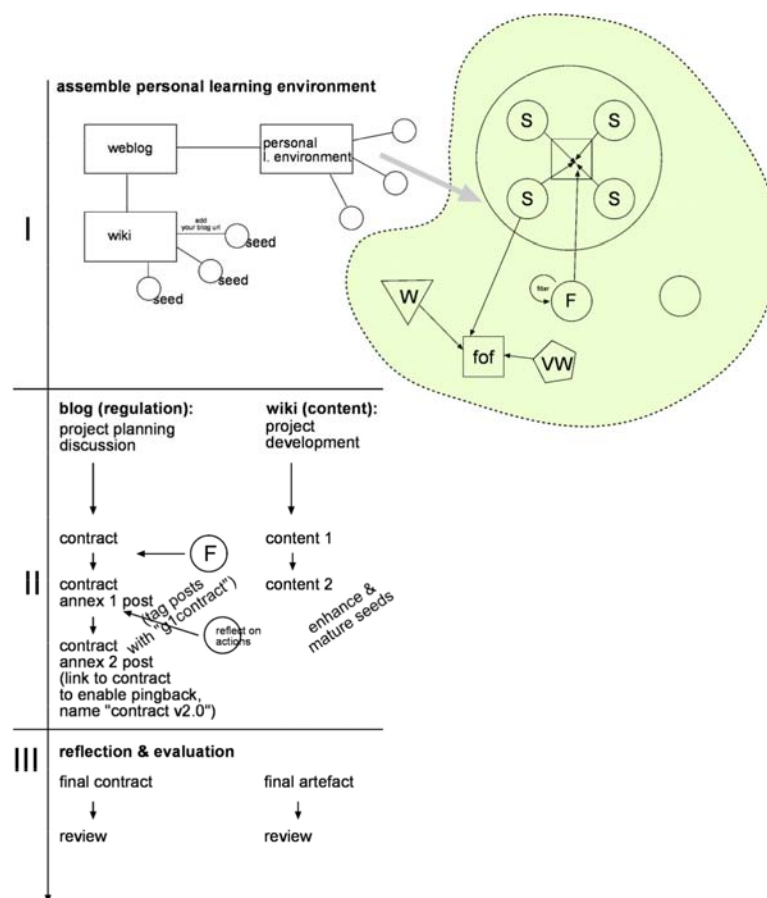 assemble personal learning environment
weblog
personal
l. environment
wiki
add
your blog url
seed
seed
seed
I
S
S
S
S
W
filter
F
fof
VW
blog (regulation):
project planning
discussion
wiki (content):
project
development
II
contract
F
content 1
contract
annex 1 post
(tag posts
with "g1contract")
content 2
reflect on
actions
enhance &
mature seeds
contract
annex 2 post
(link to contract
to enable pingback,
name "contract v2.0")
III
reflection & evaluation
final contract
final artefact
review
review